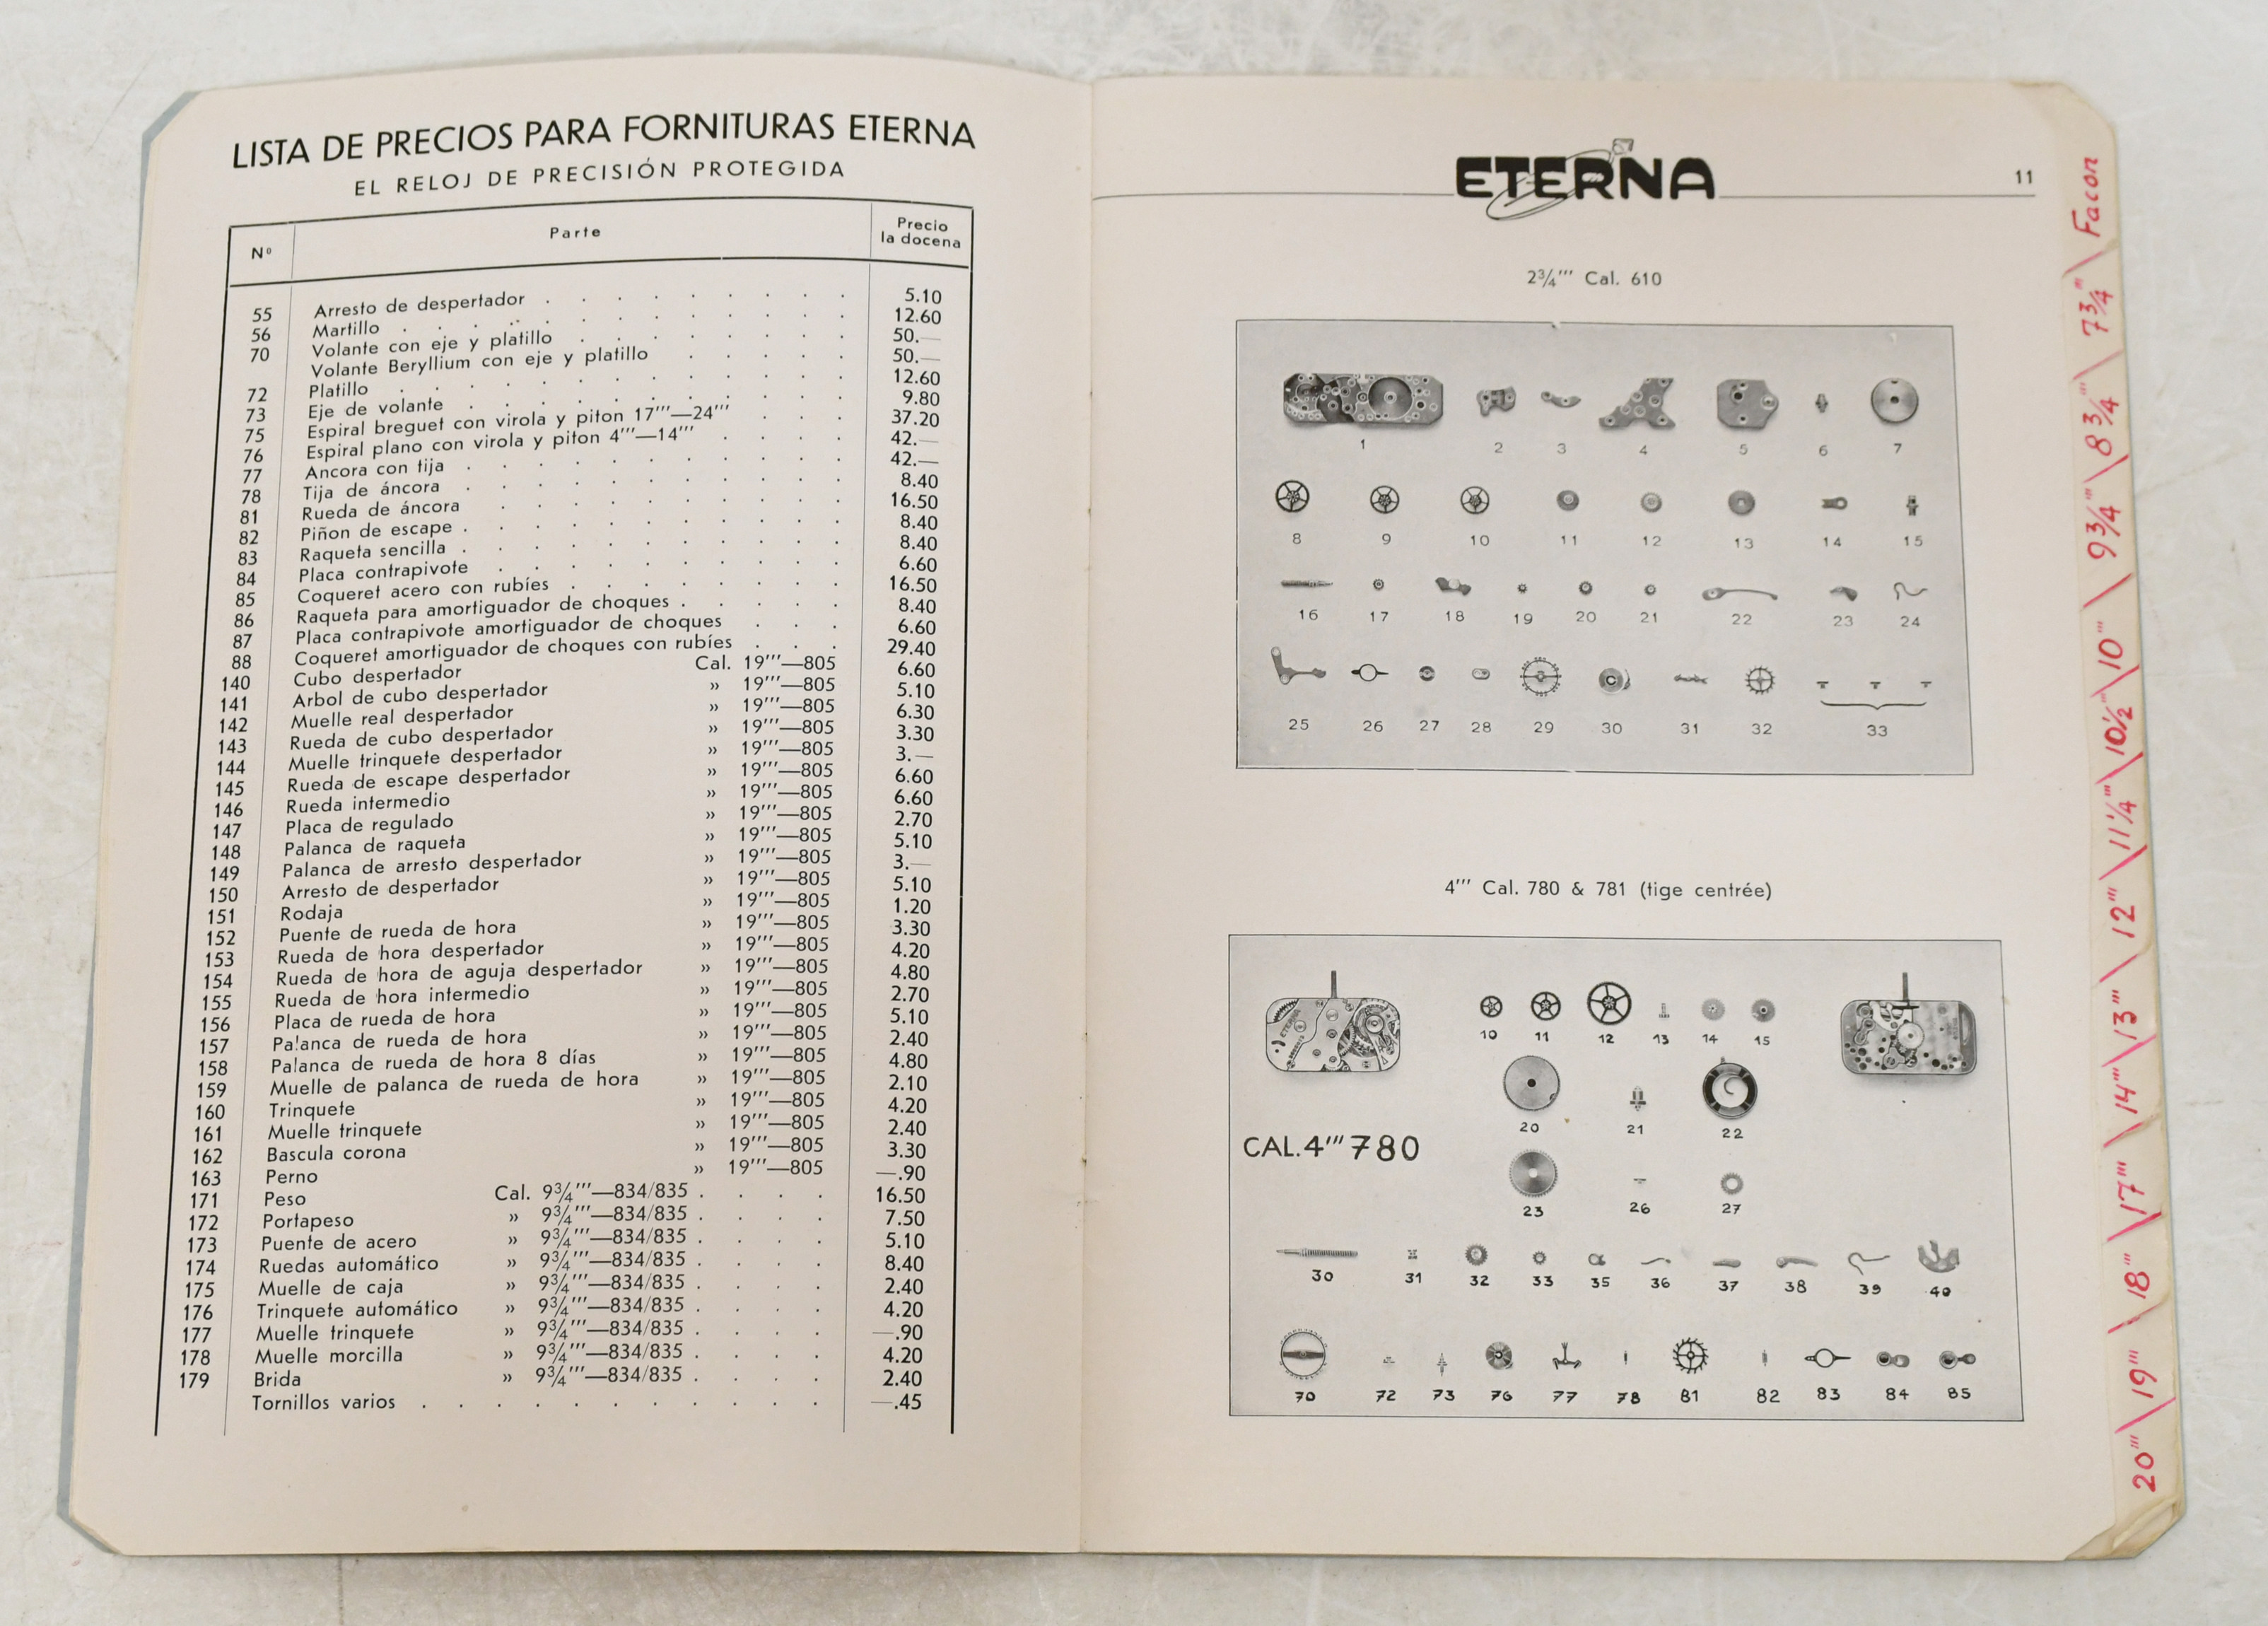 LISTA DE PRECIOS PARA FORNITURAS ETERNA
EL RELOJ DE PRECISIÓN PROTEGIDA
Nº Parte Precio la docena
55 Arresto de despertador 5.10
56 Martillo 12.60
70 Volante con eje y platillo 50.—
Volante Beryllium con eje y platillo 50.—
72 Platillo 12.60
73 Eje de volante 9.80
75 Espiral breguet con virola y piton 17‴—24‴ 37.20
76 Espiral plano con virola y piton 4‴—14‴ 42.—
77 Ancora con tija 42.—
78 Tija de áncora 8.40
81 Rueda de áncora 16.50
82 Piñon de escape 8.40
83 Raqueta sencilla 8.40
84 Placa contrapivote 6.60
85 Coqueret acero con rubíes 16.50
86 Raqueta para amortiguador de choques 8.40
87 Placa contrapivote amortiguador de choques 6.60
88 Coqueret amortiguador de choques con rubíes 29.40
140 Cubo despertador Cal. 19‴—805 6.60
141 Arbol de cubo despertador » 19‴—805 5.10
142 Muelle real despertador » 19‴—805 6.30
143 Rueda de cubo despertador » 19‴—805 3.30
144 Muelle trinquete despertador » 19‴—805 3.—
145 Rueda de escape despertador » 19‴—805 6.60
146 Rueda intermedio » 19‴—805 6.60
147 Placa de regulado » 19‴—805 2.70
148 Palanca de raqueta » 19‴—805 5.10
149 Palanca de arresto despertador » 19‴—805 3.—
150 Arresto de despertador » 19‴—805 5.10
151 Rodaja » 19‴—805 1.20
152 Puente de rueda de hora » 19‴—805 3.30
153 Rueda de hora despertador » 19‴—805 4.20
154 Rueda de hora de aguja despertador » 19‴—805 4.80
155 Rueda de hora intermedio » 19‴—805 2.70
156 Placa de rueda de hora » 19‴—805 5.10
157 Palanca de rueda de hora » 19‴—805 2.40
158 Palanca de rueda de hora 8 días » 19‴—805 4.80
159 Muelle de palanca de rueda de hora » 19‴—805 2.10
160 Trinquete » 19‴—805 4.20
161 Muelle trinquete » 19‴—805 2.40
162 Bascula corona » 19‴—805 3.30
163 Perno » 19‴—805 —.90
171 Peso Cal. 9¾‴—834/835 16.50
172 Portapeso » 9¾‴—834/835 7.50
173 Puente de acero » 9¾‴—834/835 5.10
174 Ruedas automático » 9¾‴—834/835 8.40
175 Muelle de caja » 9¾‴—834/835 2.40
176 Trinquete automático » 9¾‴—834/835 4.20
177 Muelle trinquete » 9¾‴—834/835 —.90
178 Muelle morcilla » 9¾‴—834/835 4.20
179 Brida » 9¾‴—834/835 2.40
Tornillos varios —.45
ETERNA
11
2¾‴ Cal. 610
1 2 3 4 5 6 7
8 9 10 11 12 13 14 15
16 17 18 19 20 21 22 23 24
25 26 27 28 29 30 31 32 33
4‴ Cal. 780 & 781 (tige centrée)
ETERNA
10 11 12 13 14 15
20 21 22
CAL. 4‴ 780
23 26 27
30 31 32 33 35 36 37 38 39 40
70 72 73 76 77 78 81 82 83 84 85
20‴ \ 19‴ \ 18‴ \ 17‴ \ 14‴ \ 13‴ \ 12‴ \ 11¼‴ \ 10½‴ \ 10‴ \ 9¾‴ \ 8¾‴ \ 7¾‴ \ Facon